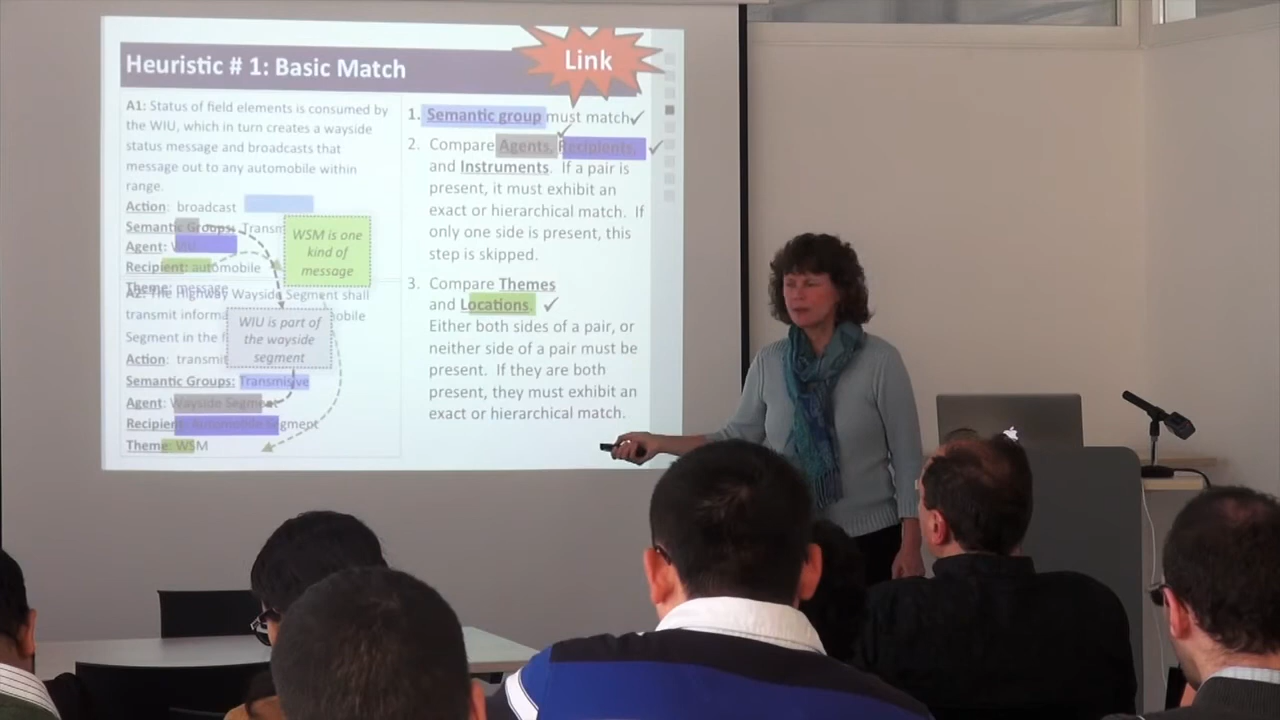 Heuristic # 1: Basic Match
Link
A1: Status of field elements is consumed by
the WIU, which in turn creates a wayside
status message and broadcasts that
message out to any automobile within
range.
Action: broadcast
Semantic Groups:
Agent:
Recipient: automobile
Theme: message
WSM is one
kind of
message
A2: The Highway Wayside Segment shall
transmit
Segment in the
WIU is part of
the wayside
segment
Action: transmit
Semantic Groups: Transmisive
Agent: Wayside Segment
Recipient: Automobile Segment
Theme: WSM
1. Semantic group must match ✓
2. Compare Agents, Recipients, ✓
and Instruments. If a pair is
present, it must exhibit an
exact or hierarchical match. If
only one side is present, this
step is skipped.
3. Compare Themes
and Locations. ✓
Either both sides of a pair, or
neither side of a pair must be
present. If they are both
present, they must exhibit an
exact or hierarchical match.